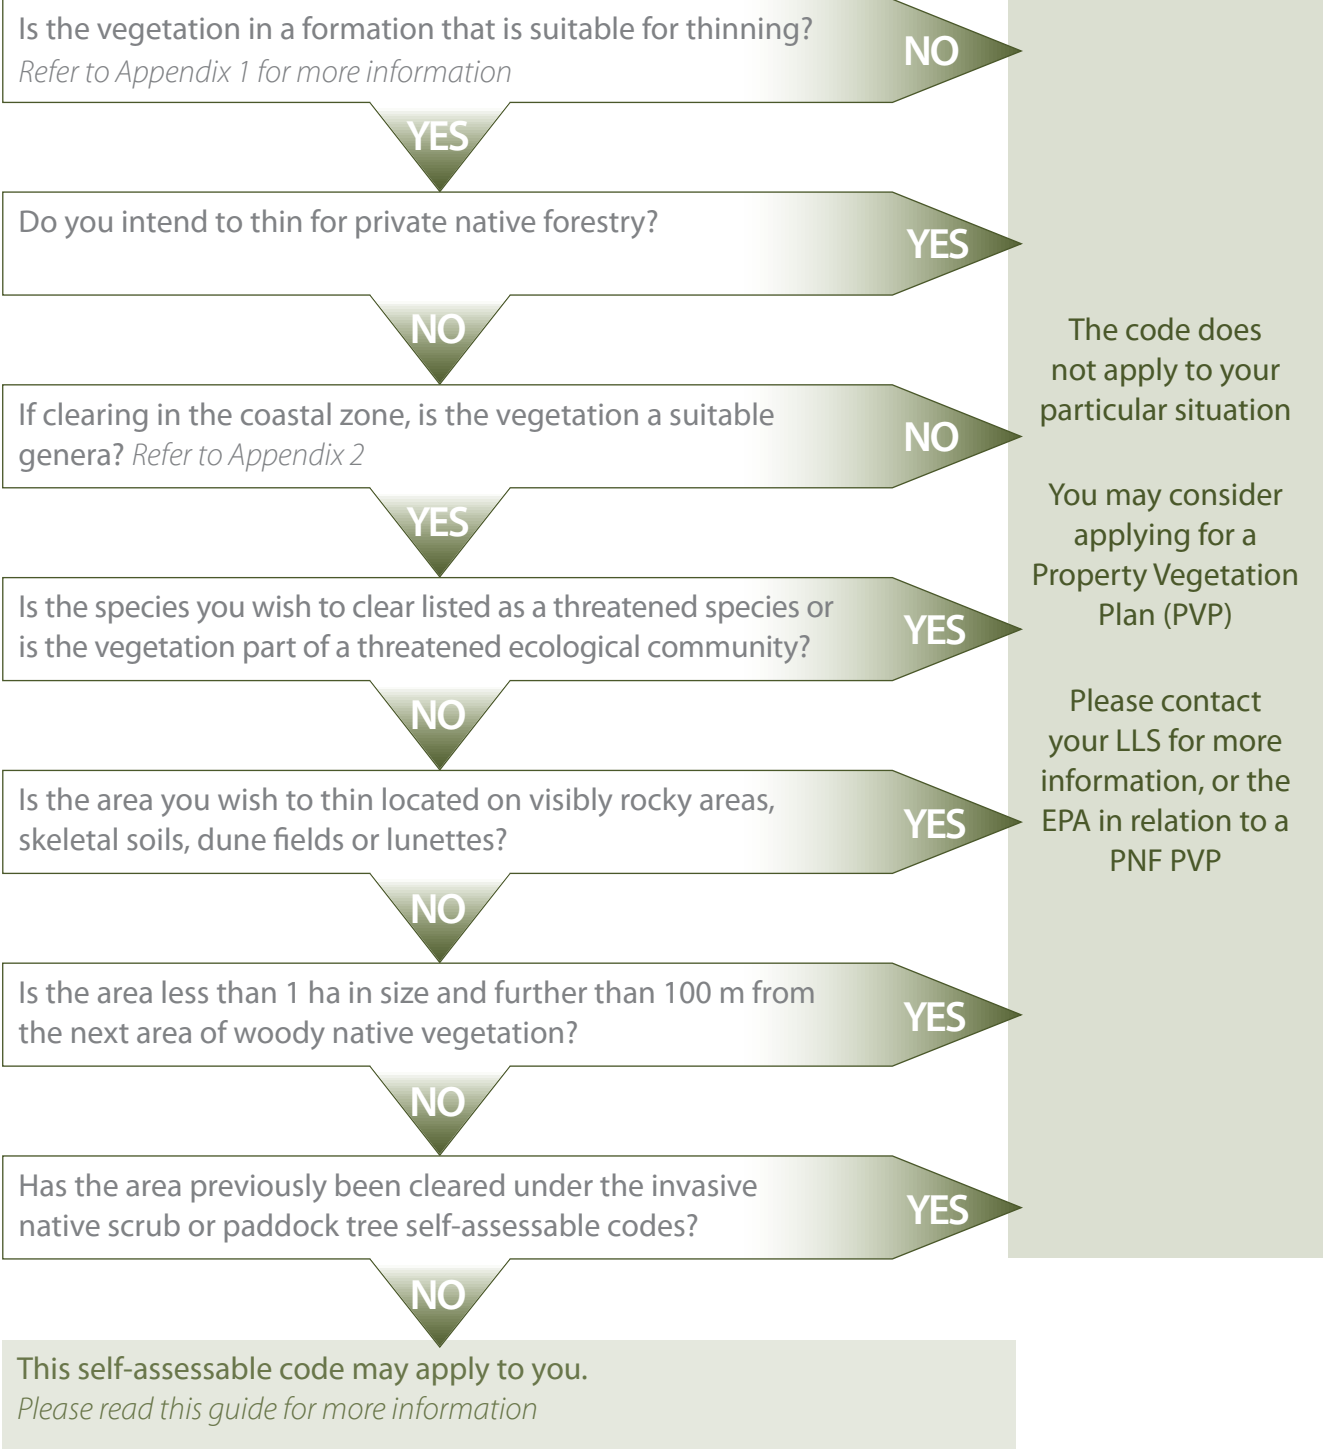 Is the vegetation in a formation that is suitable for thinning?
Refer to Appendix 1 for more information
NO
YES
Do you intend to thin for private native forestry?
YES
NO
If clearing in the coastal zone, is the vegetation a suitable
genera? Refer to Appendix 2
NO
YES
Is the species you wish to clear listed as a threatened species or
is the vegetation part of a threatened ecological community?
YES
NO
Is the area you wish to thin located on visibly rocky areas,
skeletal soils, dune fields or lunettes?
YES
NO
Is the area less than 1 ha in size and further than 100 m from
the next area of woody native vegetation?
YES
NO
Has the area previously been cleared under the invasive
native scrub or paddock tree self-assessable codes?
YES
NO
This self-assessable code may apply to you.
Please read this guide for more information
The code does
not apply to your
particular situation
You may consider
applying for a
Property Vegetation
Plan (PVP)
Please contact
your LLS for more
information, or the
EPA in relation to a
PNF PVP